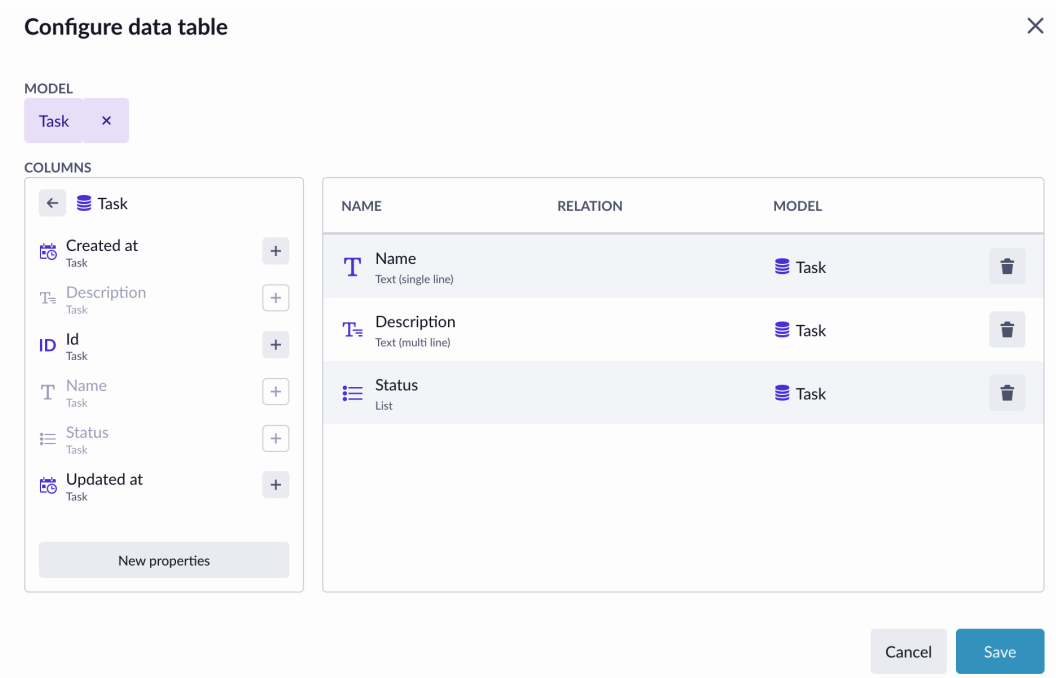 Configure data table
MODEL
Task
COLUMNS
Task
Created at
Task
Description
Task
ID Id
Task
Name
Task
Status
Task
Updated at
Task
New properties
NAME RELATION MODEL
Name
Text (single line)
Task
Description
Text (multi line)
Task
Status
List
Task
Cancel Save